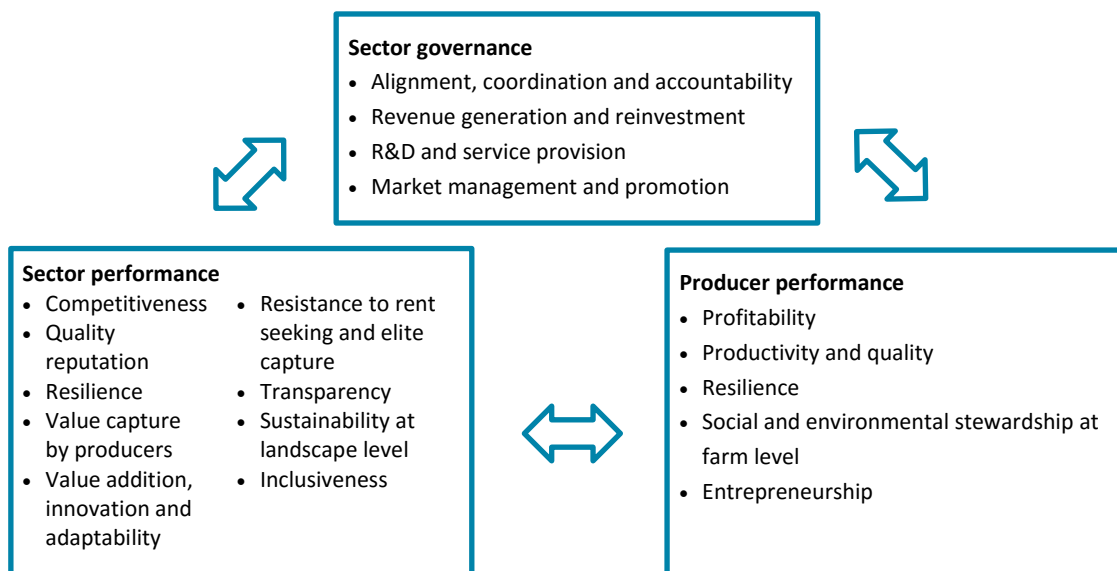 Sector governance
• Alignment, coordination and accountability
• Revenue generation and reinvestment
• R&D and service provision
• Market management and promotion
Sector performance
• Competitiveness
• Quality
reputation
• Resilience
• Value capture
by producers
• Value addition,
innovation and
adaptability
• Resistance to rent
seeking and elite
capture
• Transparency
• Sustainability at
landscape level
• Inclusiveness
Producer performance
• Profitability
• Productivity and quality
• Resilience
• Social and environmental stewardship at
farm level
• Entrepreneurship